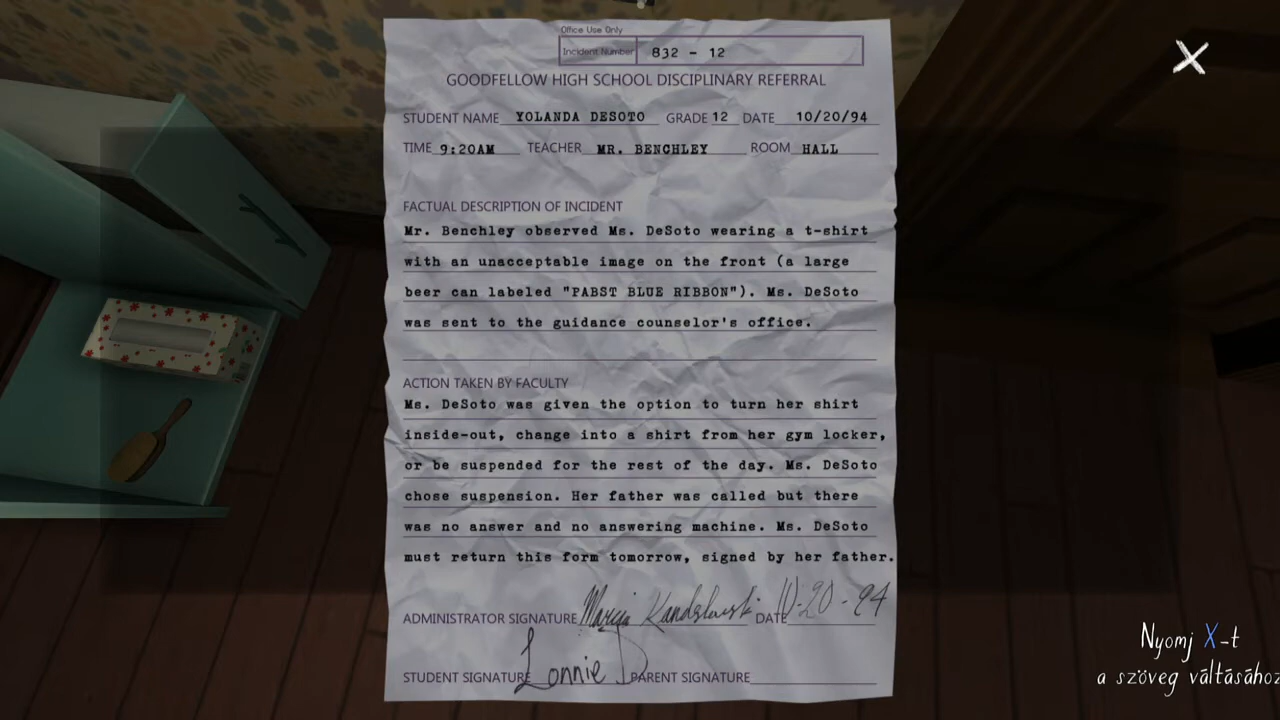 Office Use Only
Incident Number 832 - 12
GOODFELLOW HIGH SCHOOL DISCIPLINARY REFERRAL
STUDENT NAME YOLANDA DESOTO GRADE 12 DATE 10/20/94
TIME 9:20AM TEACHER MR. BENCHLEY ROOM HALL
FACTUAL DESCRIPTION OF INCIDENT
Mr. Benchley observed Ms. DeSoto wearing a t-shirt
with an unacceptable image on the front (a large
beer can labeled "PABST BLUE RIBBON"). Ms. DeSoto
was sent to the guidance counselor's office.
ACTION TAKEN BY FACULTY
Ms. DeSoto was given the option to turn her shirt
inside-out, change into a shirt from her gym locker,
or be suspended for the rest of the day. Ms. DeSoto
chose suspension. Her father was called but there
was no answer and no answering machine. Ms. DeSoto
must return this form tomorrow, signed by her father.
ADMINISTRATOR SIGNATURE DATE 10-20-94
STUDENT SIGNATURE Lonnie D PARENT SIGNATURE
Nyomj X-t
a szöveg váltásához